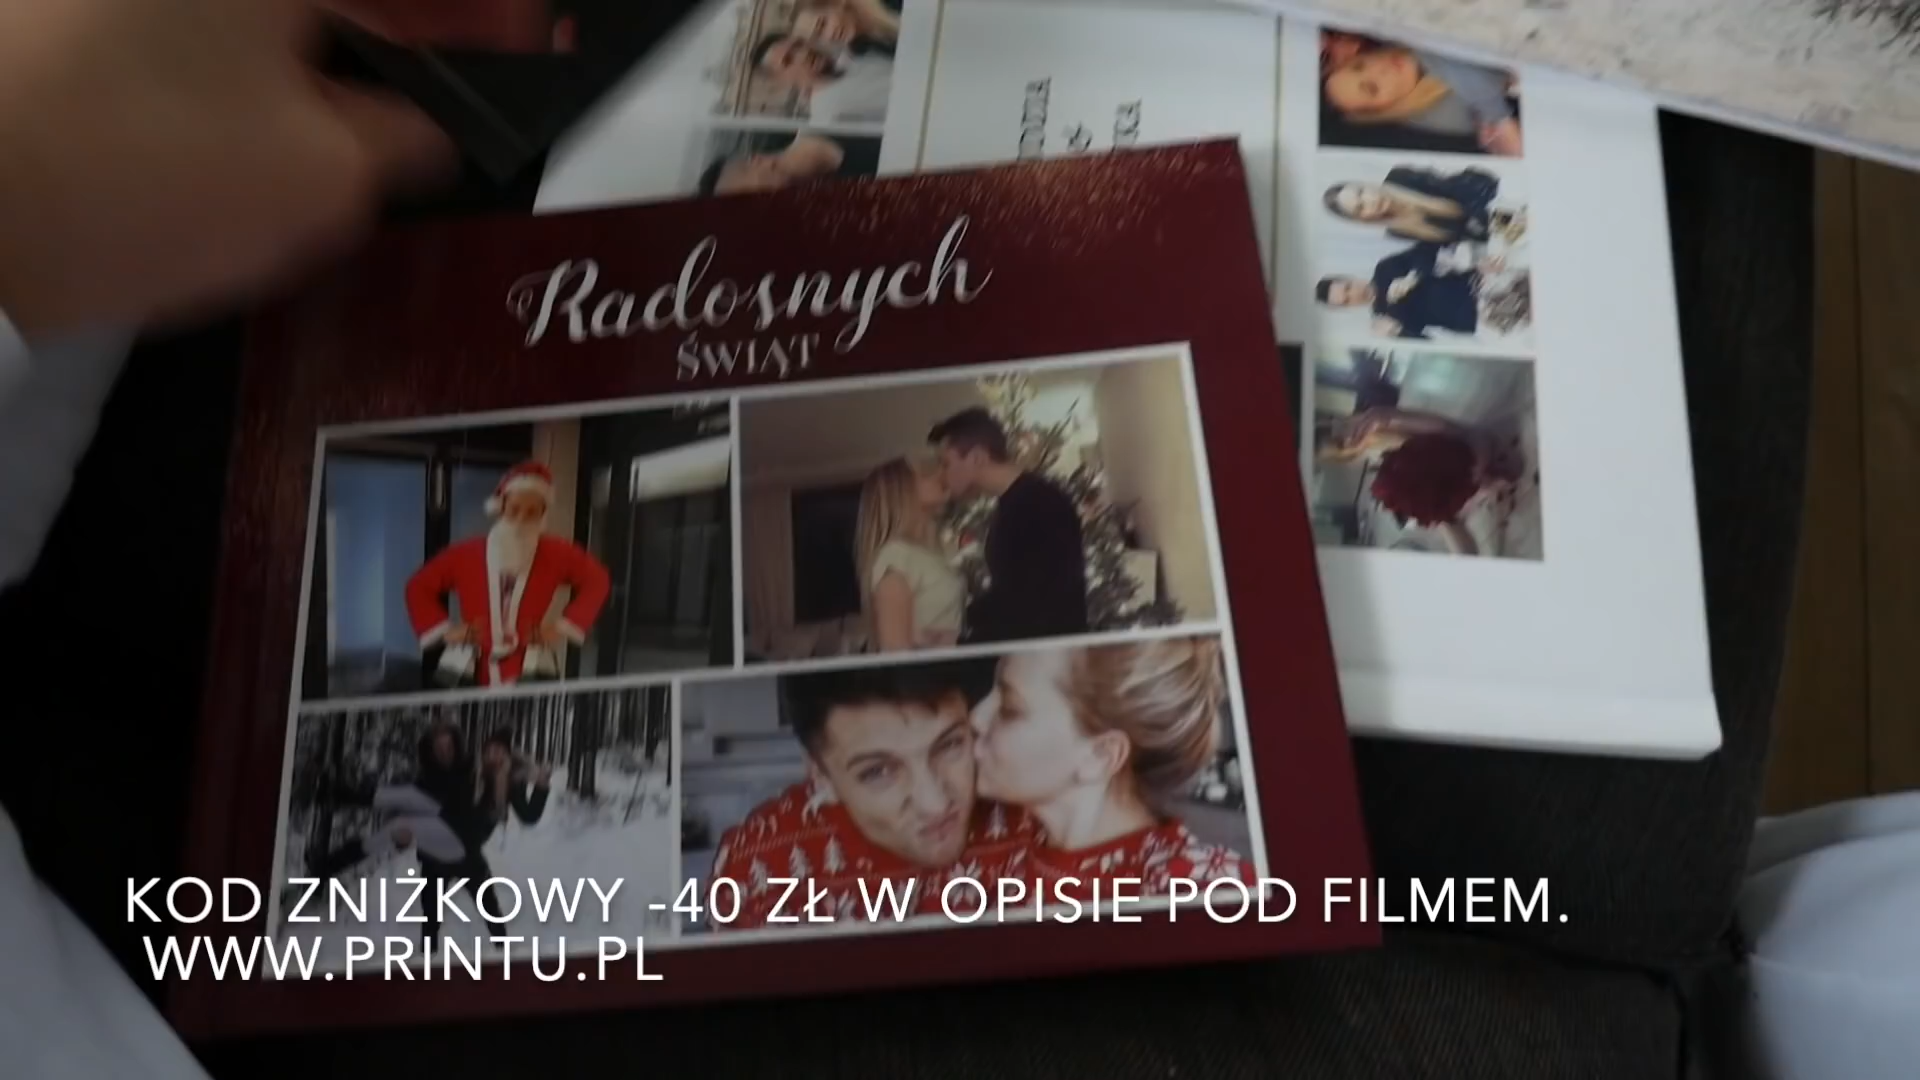 Radosnych
ŚWIĄT
KOD ZNIŻKOWY -40 ZŁ W OPISIE POD FILMEM.
WWW.PRINTU.PL